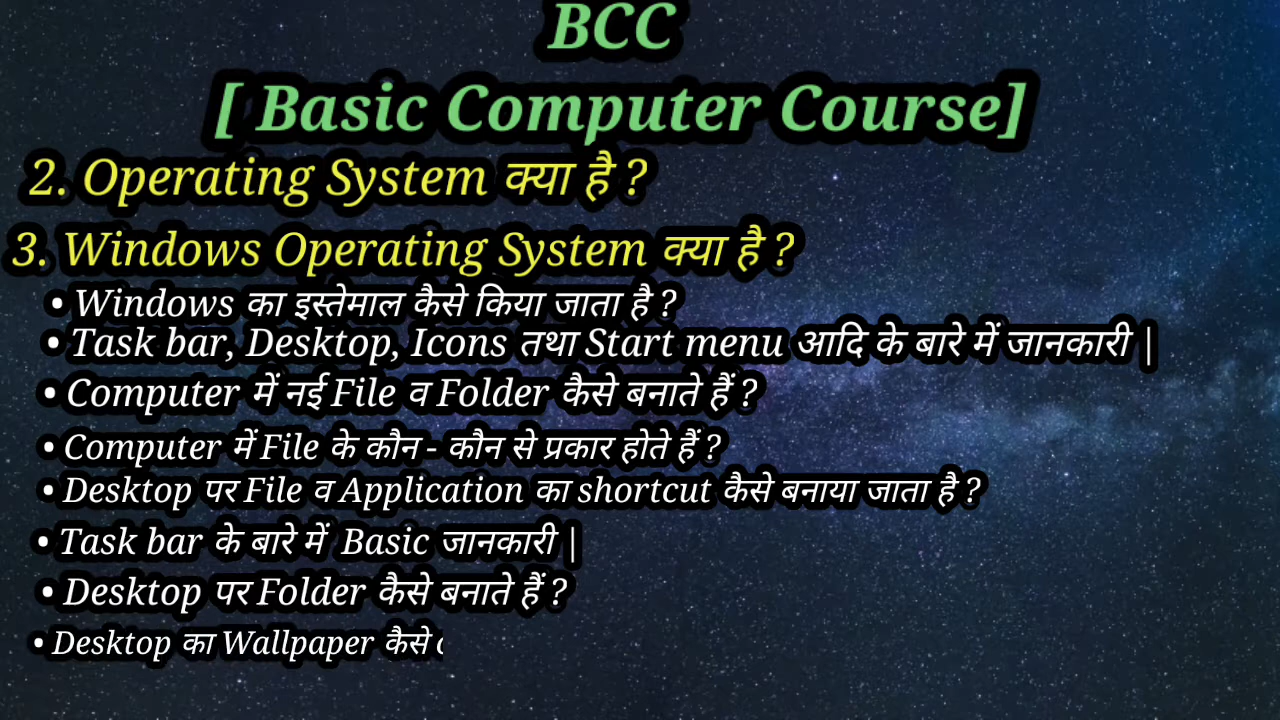 BCC
[ Basic Computer Course]
2. Operating System क्या है ?
3. Windows Operating System क्या है ?
• Windows का इस्तेमाल कैसे किया जाता है ?
• Task bar, Desktop, Icons तथा Start menu आदि के बारे में जानकारी |
• Computer में नई File व Folder कैसे बनाते हैं ?
• Computer में File के कौन - कौन से प्रकार होते हैं ?
• Desktop पर File व Application का shortcut कैसे बनाया जाता है ?
• Task bar के बारे में Basic जानकारी |
• Desktop पर Folder कैसे बनाते हैं ?
• Desktop का Wallpaper कैसे